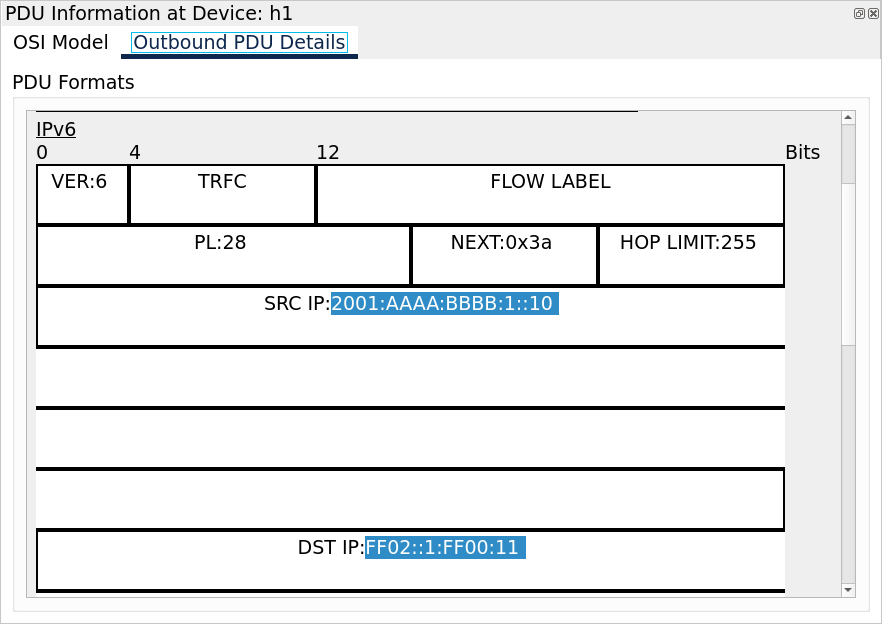 PDU Information at Device: h1
OSI Model Outbound PDU Details
PDU Formats
IPv6
0 4 12 Bits
VER:6 TRFC FLOW LABEL
PL:28 NEXT:0x3a HOP LIMIT:255
SRC IP:2001:AAAA:BBBB:1::10
DST IP:FF02::1:FF00:11